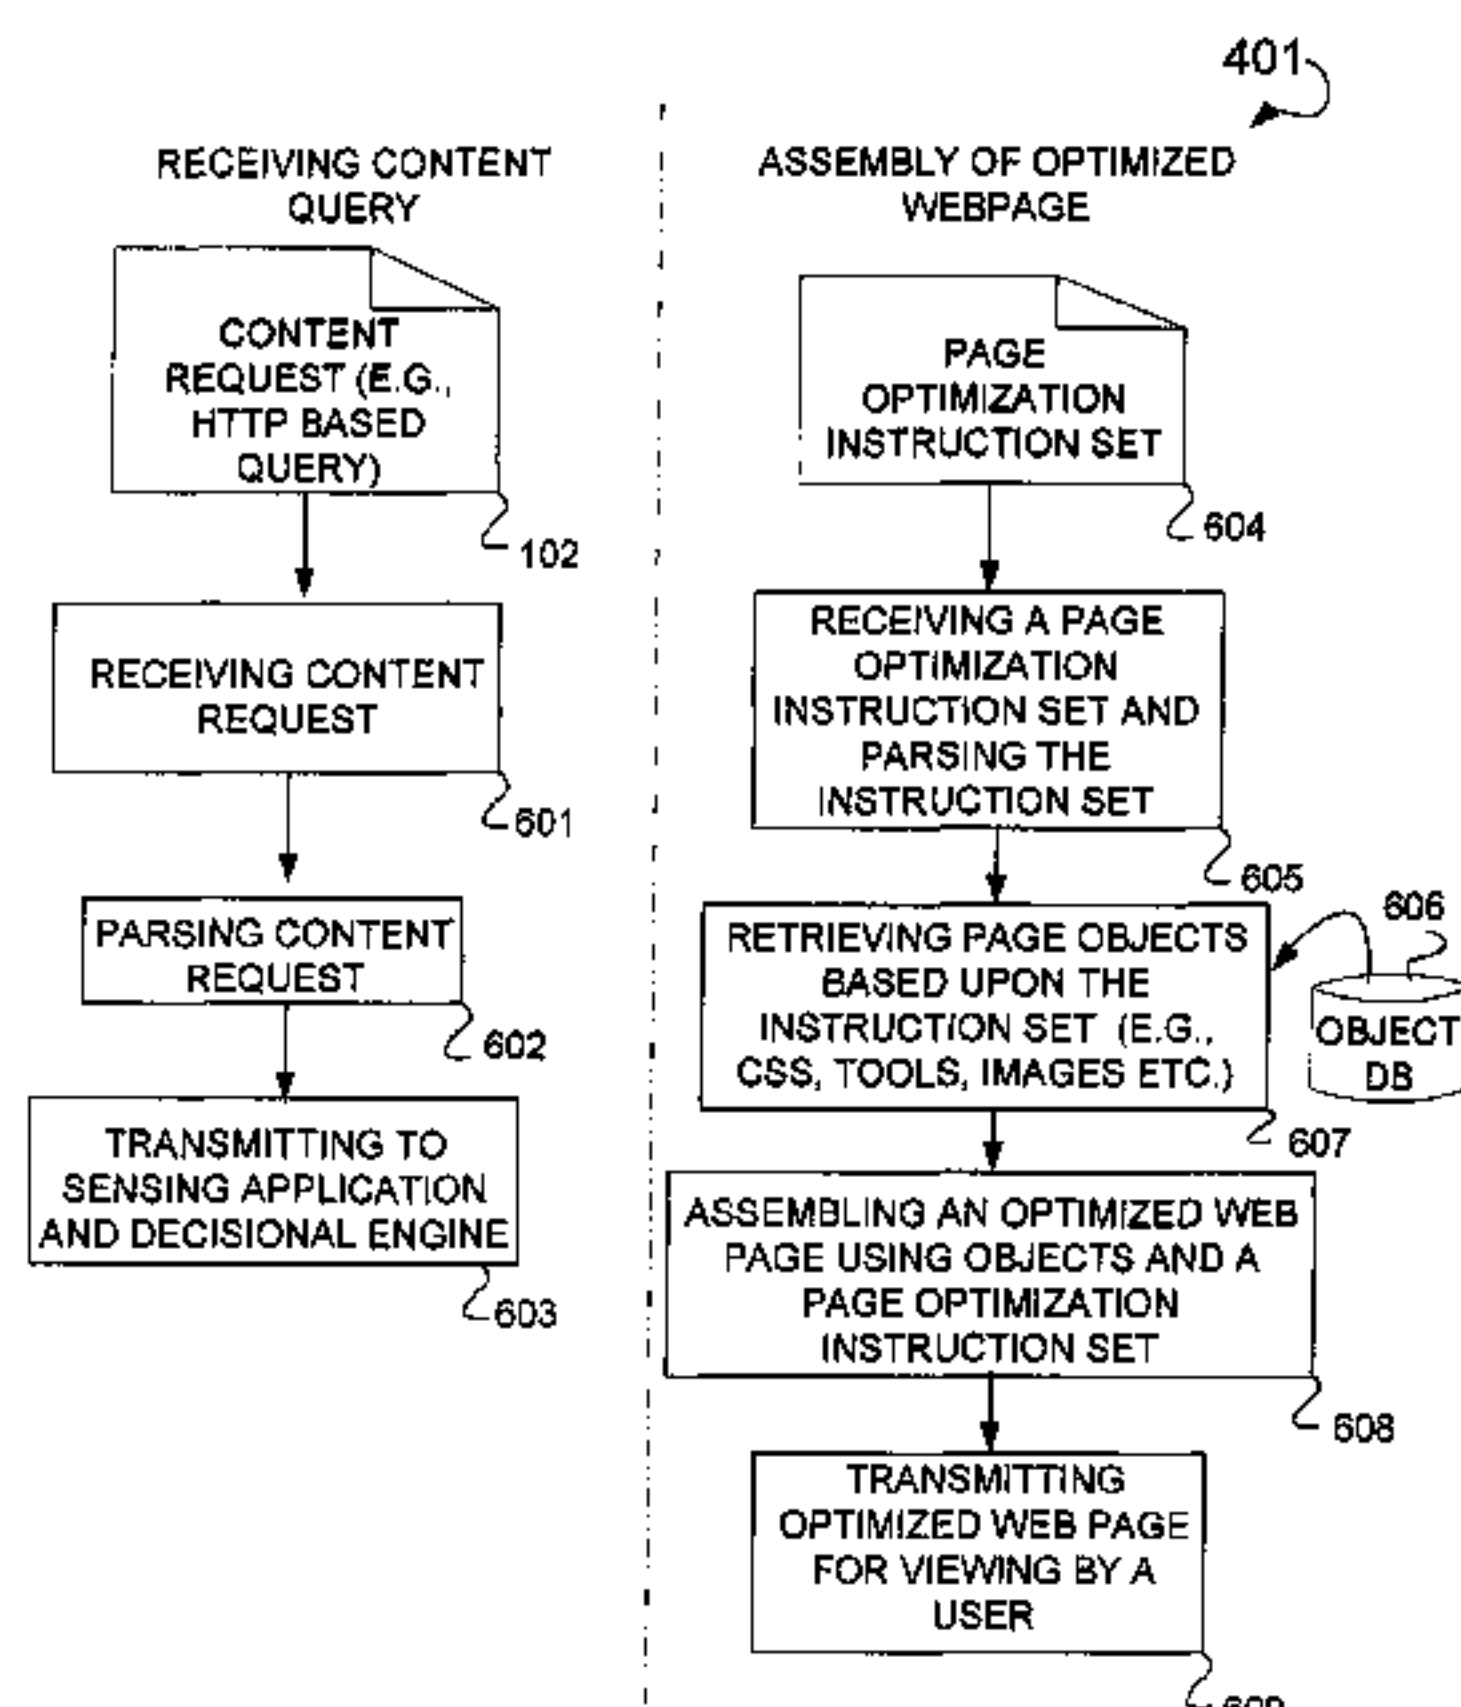 401
RECEIVING CONTENT
QUERY
CONTENT
REQUEST (E.G.,
HTTP BASED
QUERY)
102
RECEIVING CONTENT
REQUEST
601
PARSING CONTENT
REQUEST
602
TRANSMITTING TO
SENSING APPLICATION
AND DECISIONAL ENGINE
603
ASSEMBLY OF OPTIMIZED
WEBPAGE
PAGE
OPTIMIZATION
INSTRUCTION SET
604
RECEIVING A PAGE
OPTIMIZATION
INSTRUCTION SET AND
PARSING THE
INSTRUCTION SET
605
RETRIEVING PAGE OBJECTS
BASED UPON THE
INSTRUCTION SET (E.G.,
CSS, TOOLS, IMAGES ETC.)
607
606
OBJECT
DB
ASSEMBLING AN OPTIMIZED WEB
PAGE USING OBJECTS AND A
PAGE OPTIMIZATION
INSTRUCTION SET
608
TRANSMITTING
OPTIMIZED WEB PAGE
FOR VIEWING BY A
USER